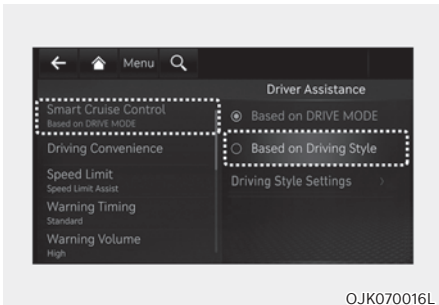 Menu
Driver Assistance
Smart Cruise Control
Based on DRIVE MODE
Driving Convenience
Speed Limit
Speed Limit Assist
Warning Timing
Standard
Warning Volume
High
Based on DRIVE MODE
Based on Driving Style
Driving Style Settings
OJK070016L